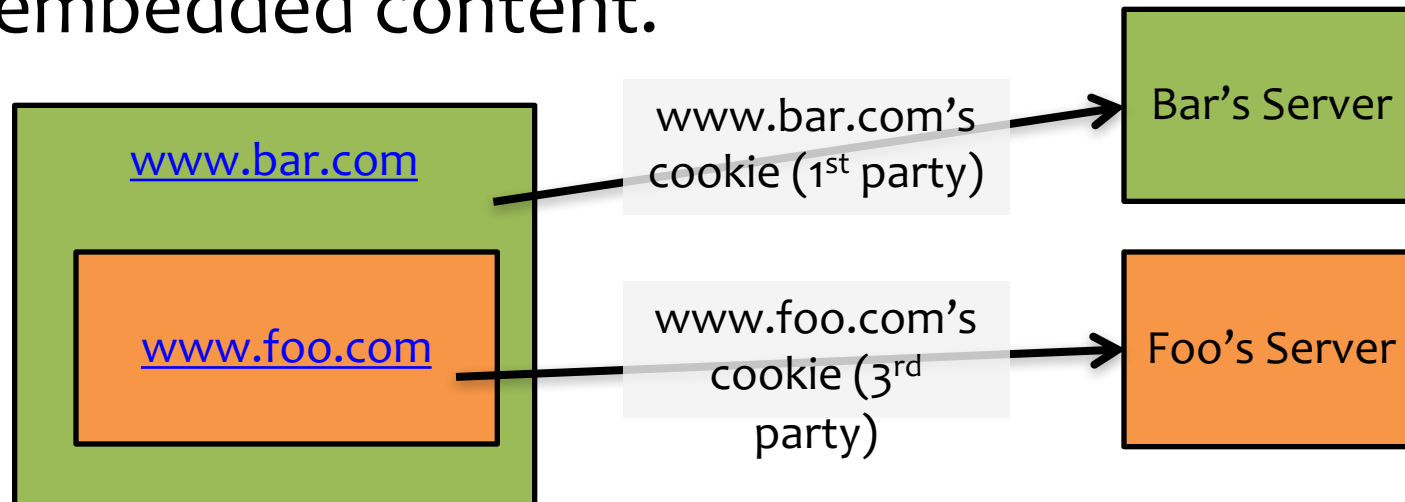 embedded content.
www.bar.com
www.bar.com's
cookie (1st party)
Bar's Server
www.foo.com
www.foo.com's
cookie (3rd
party)
Foo's Server